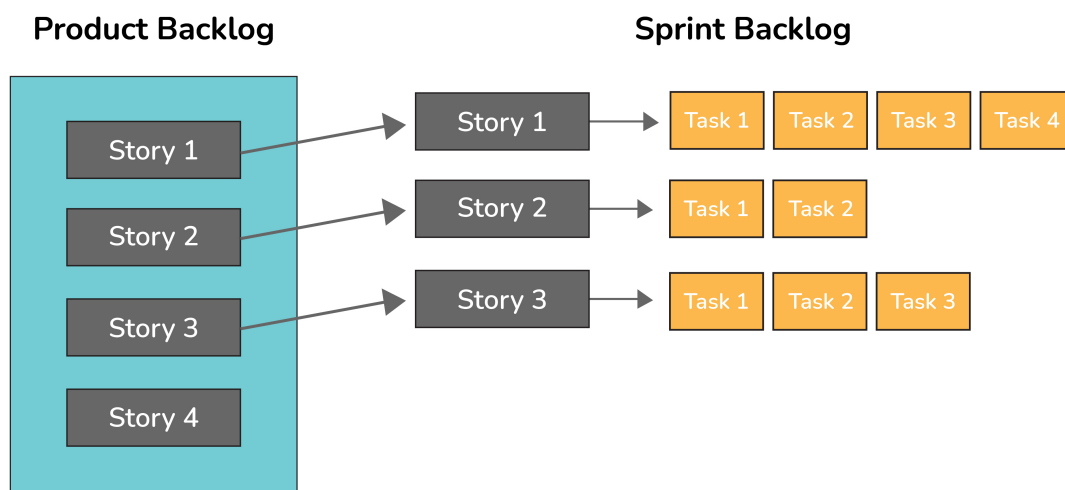 Product Backlog
Sprint Backlog
Story 1
Story 2
Story 3
Story 4
Story 1
Task 1
Task 2
Task 3
Task 4
Story 2
Task 1
Task 2
Story 3
Task 1
Task 2
Task 3